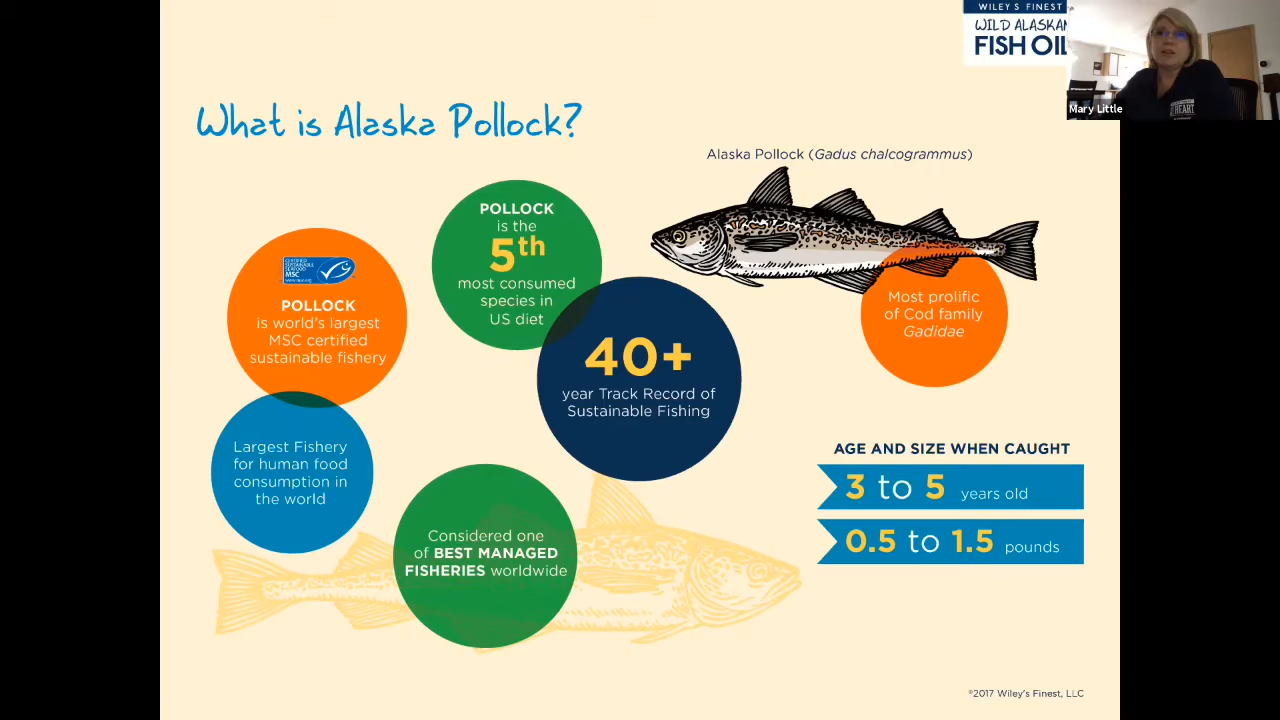 WILEY'S FINEST
WILD ALASKAN
FISH OIL
Mary Little
What is Alaska Pollock?
Alaska Pollock (Gadus chalcogrammus)
POLLOCK
is the
5th
most consumed
species in
US diet
CERTIFIED
SUSTAINABLE
SEAFOOD
MSC
POLLOCK
is world's largest
MSC certified
sustainable fishery
40+
year Track Record of
Sustainable Fishing
Most prolific
of Cod family
Gadidae
Largest Fishery
for human food
consumption in
the world
Considered one
of BEST MANAGED
FISHERIES worldwide
AGE AND SIZE WHEN CAUGHT
3 to 5 years old
0.5 to 1.5 pounds
©2017 Wiley's Finest, LLC